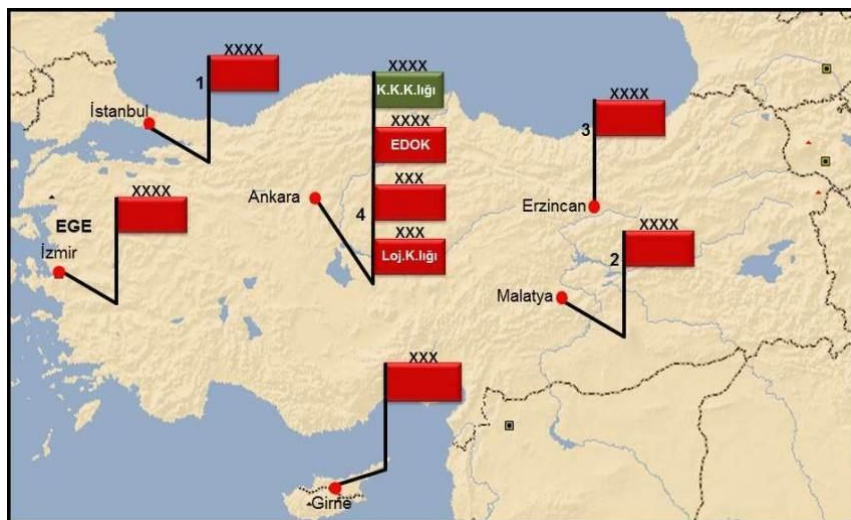 XXXX
1
İstanbul
XXXX
K.K.K.lığı
XXXX
EDOK
XXX
4
XXX
Loj.K.lığı
Ankara
XXXX
3
Erzincan
XXXX
EGE
İzmir
XXXX
2
Malatya
XXX
Girne